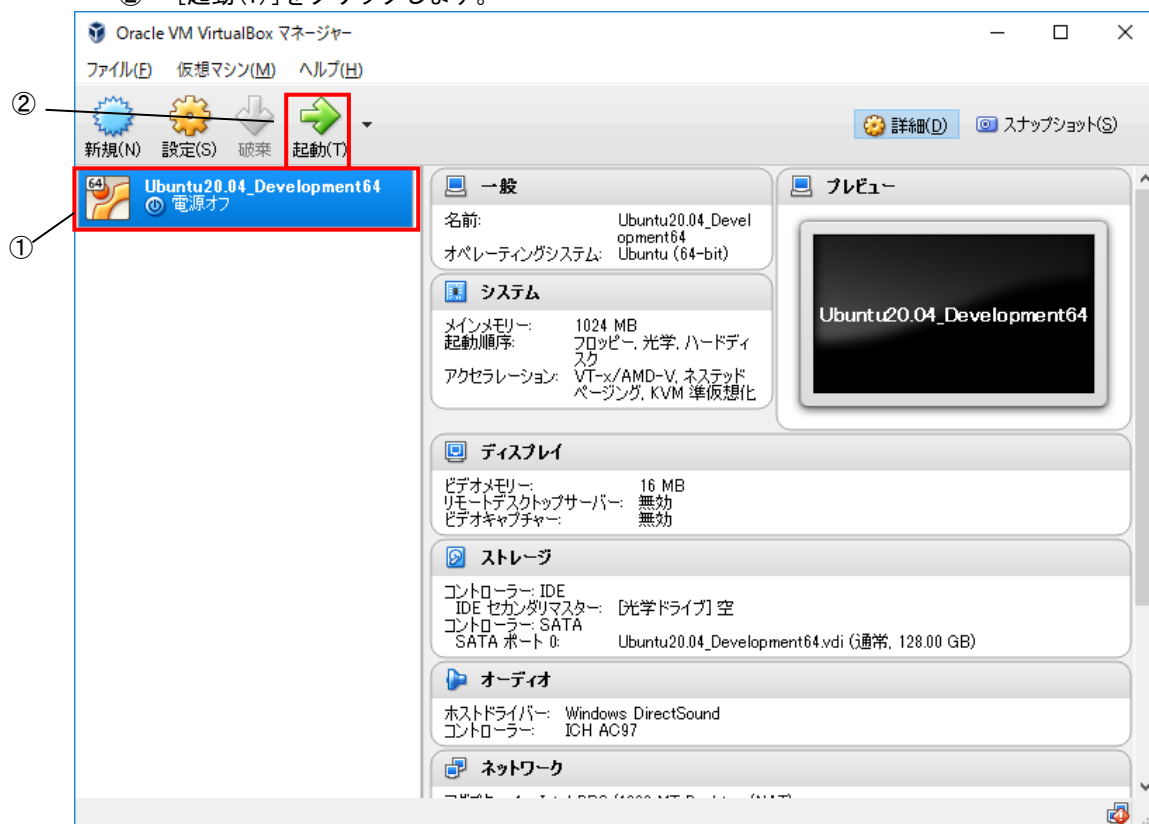 ② [起動(T)]をクリックします。
Oracle VM VirtualBox マネージャー
ファイル(F) 仮想マシン(M) ヘルプ(H)
②
新規(N) 設定(S) 破棄 起動(T)
詳細(D) スナップショット(S)
①
64
Ubuntu20.04_Development64
電源オフ
一般
名前: Ubuntu20.04_Devel
opment64
オペレーティングシステム: Ubuntu (64-bit)
プレビュー
Ubuntu20.04_Development64
システム
メインメモリー: 1024 MB
起動順序: フロッピー, 光学, ハードディ
スク
アクセラレーション: VT-x/AMD-V, ネステッド
ページング, KVM 準仮想化
ディスプレイ
ビデオメモリー: 16 MB
リモートデスクトップサーバー: 無効
ビデオキャプチャー: 無効
ストレージ
コントローラー: IDE
IDE セカンダリマスター: [光学ドライブ] 空
コントローラー: SATA
SATA ポート 0: Ubuntu20.04_Development64.vdi (通常, 128.00 GB)
オーディオ
ホストドライバー: Windows DirectSound
コントローラー: ICH AC97
ネットワーク